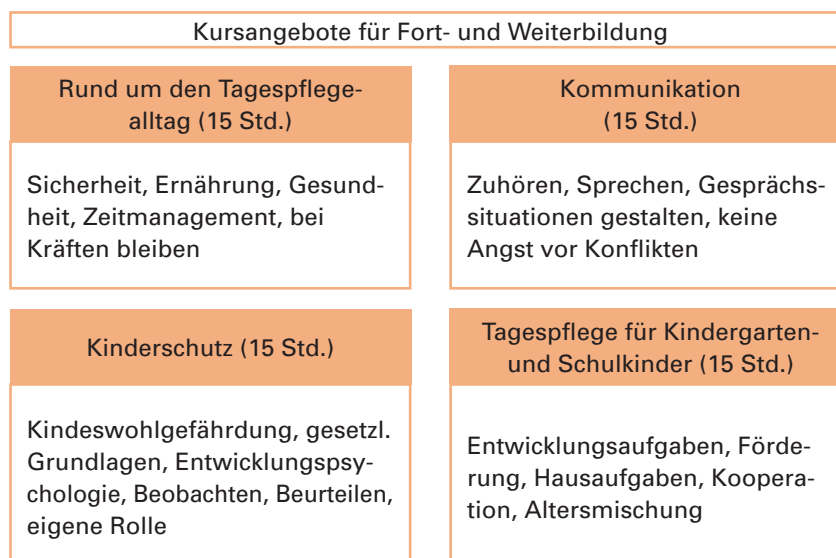 Kursangebote für Fort- und Weiterbildung
Rund um den Tagespflege-
alltag (15 Std.)
Sicherheit, Ernährung, Gesund-
heit, Zeitmanagement, bei
Kräften bleiben
Kommunikation
(15 Std.)
Zuhören, Sprechen, Gesprächs-
situationen gestalten, keine
Angst vor Konflikten
Kinderschutz (15 Std.)
Kindeswohlgefährdung, gesetzl.
Grundlagen, Entwicklungspsy-
chologie, Beobachten, Beurteilen,
eigene Rolle
Tagespflege für Kindergarten-
und Schulkinder (15 Std.)
Entwicklungsaufgaben, Förde-
rung, Hausaufgaben, Koopera-
tion, Altersmischung